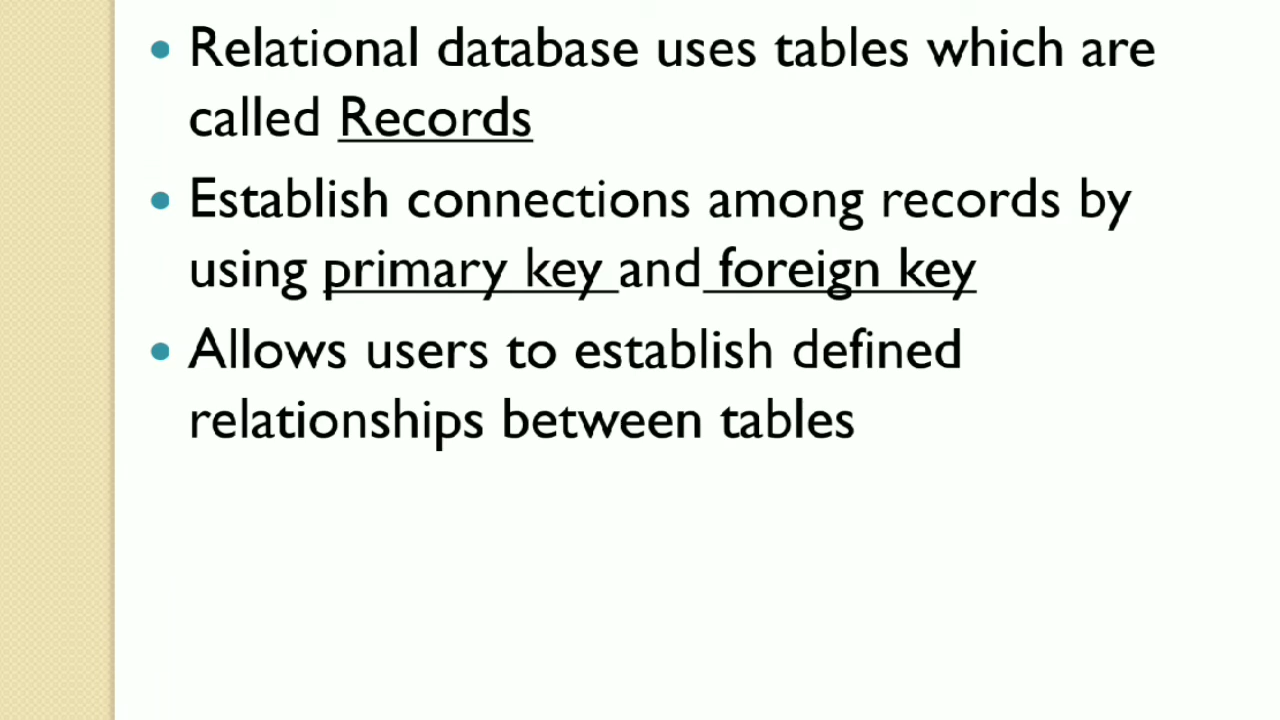 • Relational database uses tables which are
called Records
• Establish connections among records by
using primary key and foreign key
• Allows users to establish defined
relationships between tables